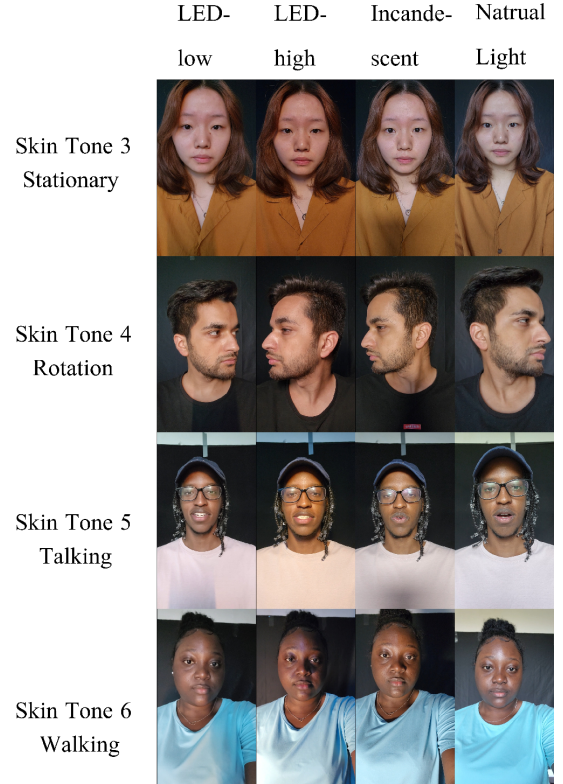 LED-
low
LED-
high
Incande-
scent
Natrual
Light
Skin Tone 3
Stationary
Skin Tone 4
Rotation
Skin Tone 5
Talking
Skin Tone 6
Walking